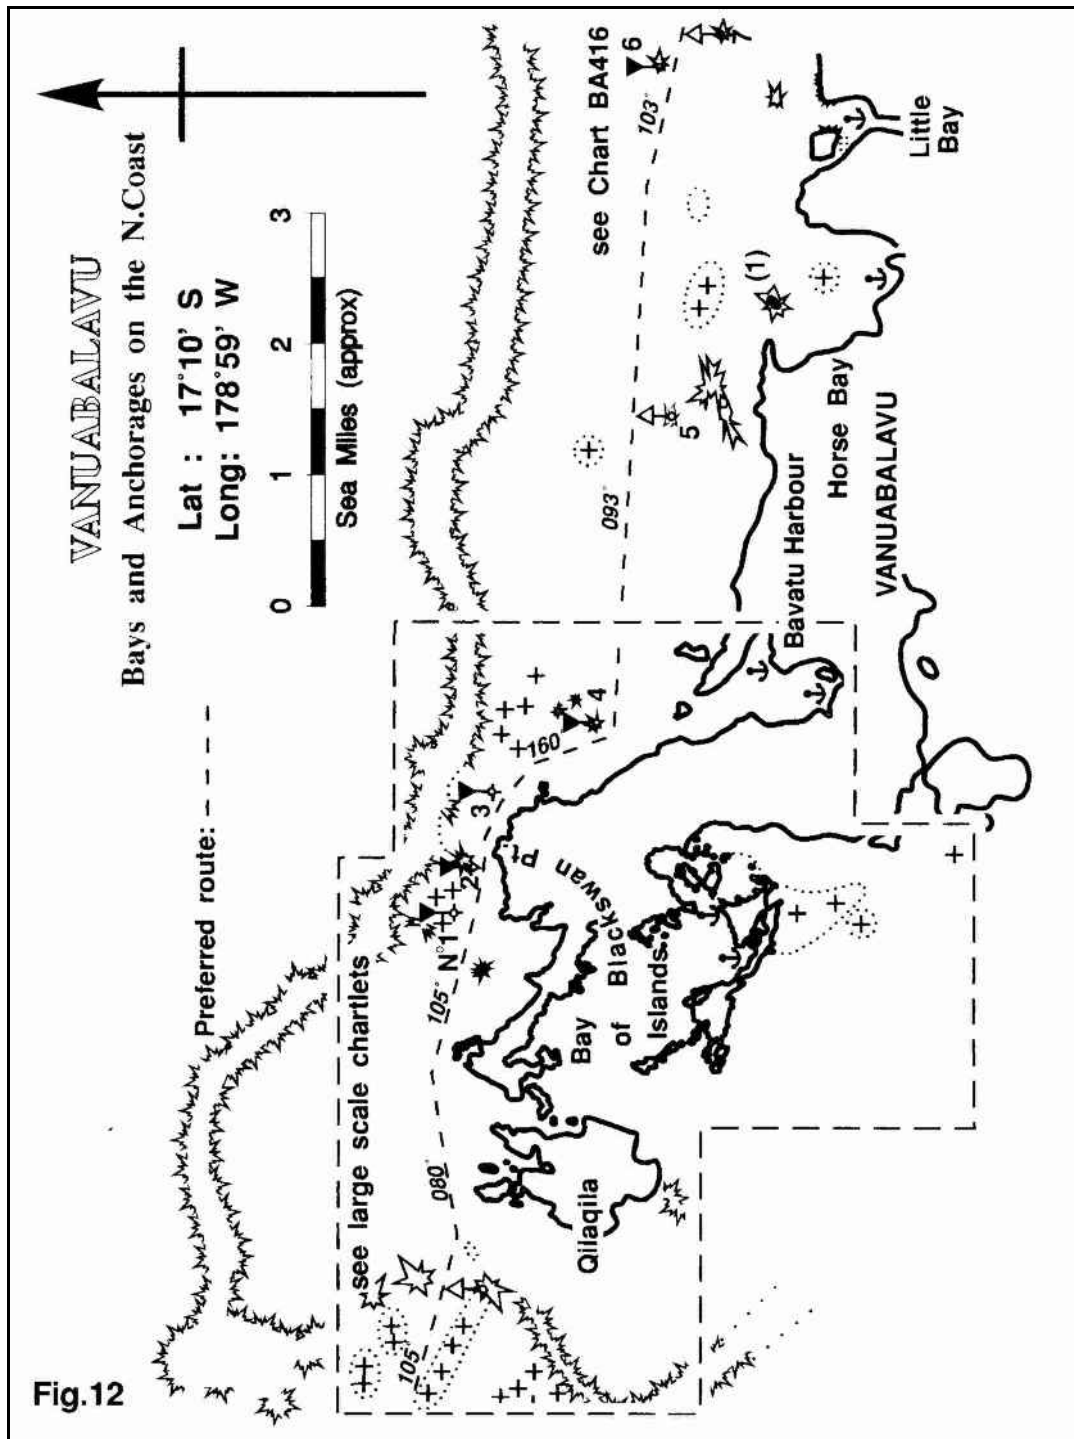 VANUABALAVU
Bays and Anchorages on the N.Coast
Lat : 17°10' S
Long: 178°59' W
0 1 2 3
Sea Miles (approx)
Preferred route:
see large scale chartlets
see Chart BA416
105
080°
105°
N°1
2
3
160
4
093°
5
103°
6
(1)
Blackswan Pt.
Bay
of
Islands
Qilaqila
Bavatu Harbour
Horse Bay
VANUABALAVU
Little
Bay
Fig.12